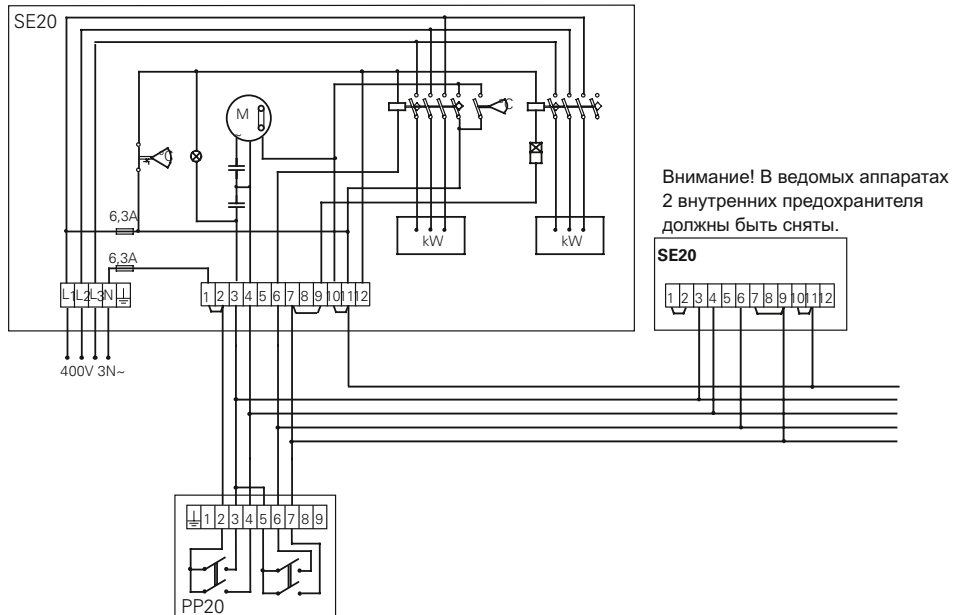 SE20
M
~
°C
°C
6,3A
6,3A
kW
kW
L1 L2 L3 N
1 2 3 4 5 6 7 8 9 10 11 12
400V 3N~
Внимание! В ведомых аппаратах
2 внутренних предохранителя
должны быть сняты.
SE20
1 2 3 4 5 6 7 8 9 10 11 12
1 2 3 4 5 6 7 8 9
PP20